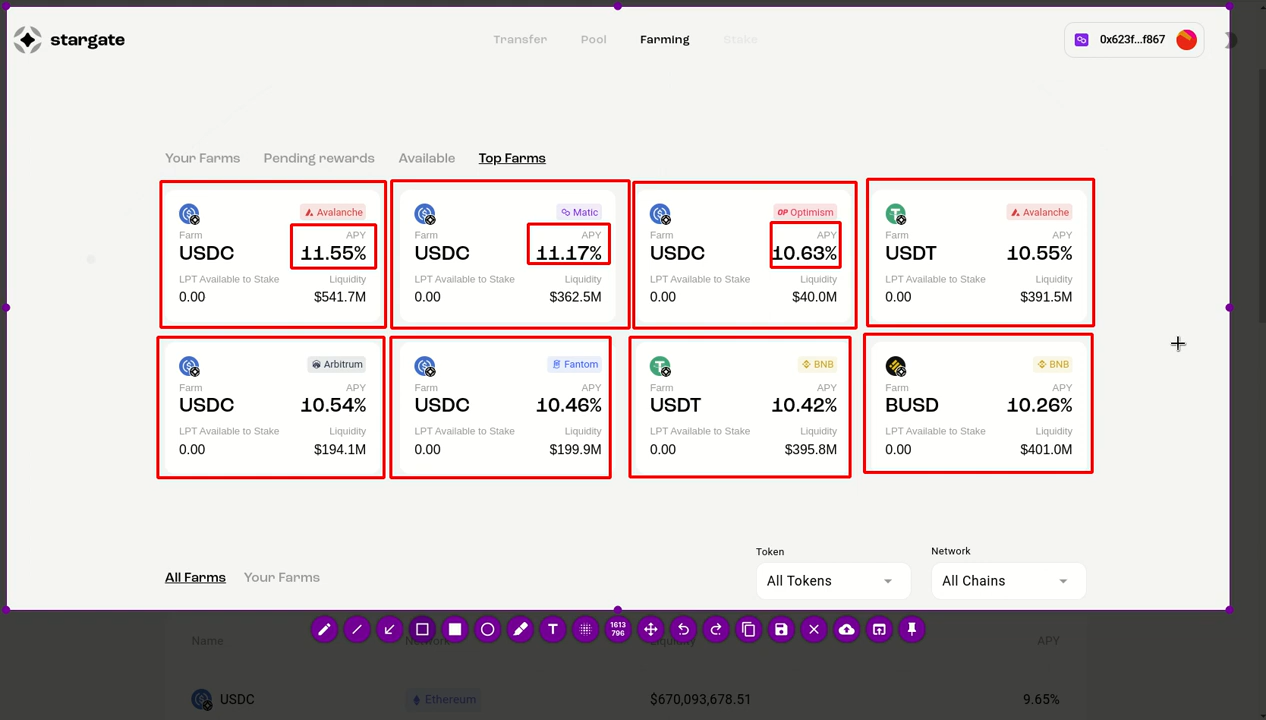 stargate
Transfer Pool Farming Stake
0x623f...f867
Your Farms Pending rewards Available Top Farms
Avalanche
Farm APY
USDC 11.55%
LPT Available to Stake Liquidity
0.00 $541.7M
Matic
Farm APY
USDC 11.17%
LPT Available to Stake Liquidity
0.00 $362.5M
OP Optimism
Farm APY
USDC 10.63%
LPT Available to Stake Liquidity
0.00 $40.0M
Avalanche
Farm APY
USDT 10.55%
LPT Available to Stake Liquidity
0.00 $391.5M
Arbitrum
Farm APY
USDC 10.54%
LPT Available to Stake Liquidity
0.00 $194.1M
Fantom
Farm APY
USDC 10.46%
LPT Available to Stake Liquidity
0.00 $199.9M
BNB
Farm APY
USDT 10.42%
LPT Available to Stake Liquidity
0.00 $395.8M
BNB
Farm APY
BUSD 10.26%
LPT Available to Stake Liquidity
0.00 $401.0M
All Farms Your Farms
Token
All Tokens
Network
All Chains
T
1613
796
Name Network Liquidity APY
USDC Ethereum $670,093,678.51 9.65%